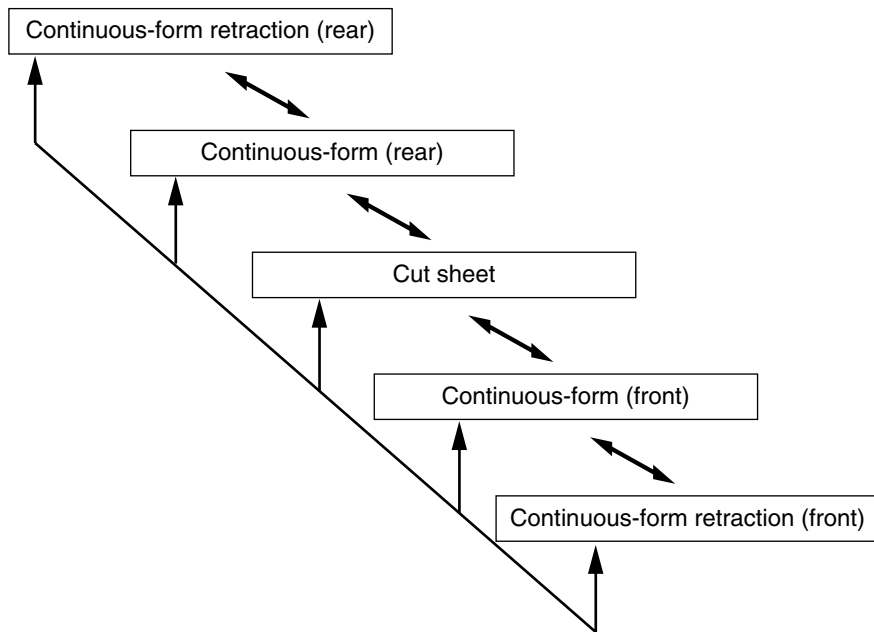 Continuous-form retraction (rear)
Continuous-form (rear)
Cut sheet
Continuous-form (front)
Continuous-form retraction (front)